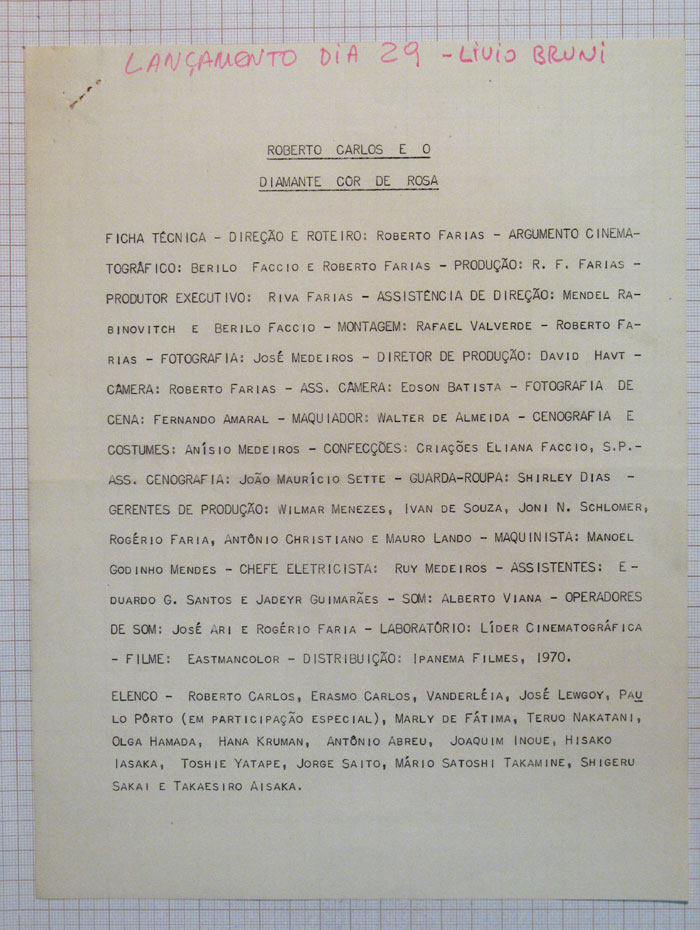 LANÇAMENTO DIA 29 - LIVIO BRUNI
ROBERTO CARLOS E O
DIAMANTE CÔR DE ROSA
FICHA TÉCNICA - DIREÇÃO E ROTEIRO: ROBERTO FARIAS - ARGUMENTO CINEMA-
TOGRÁFICO: BERILO FACCIO E ROBERTO FARIAS - PRODUÇÃO: R. F. FARIAS -
PRODUTOR EXECUTIVO: RIVA FARIAS - ASSISTÊNCIA DE DIREÇÃO: MENDEL RA-
BINOVITCH E BERILO FACCIO - MONTAGEM: RAFAEL VALVERDE - ROBERTO FA-
RIAS - FOTOGRAFIA: JOSÉ MEDEIROS - DIRETOR DE PRODUÇÃO: DAVID HAVT -
CÂMERA: ROBERTO FARIAS - ASS. CÂMERA: EDSON BATISTA - FOTOGRAFIA DE
CENA: FERNANDO AMARAL - MAQUIADOR: WALTER DE ALMEIDA - CENOGRAFIA E
COSTUMES: ANÍSIO MEDEIROS - CONFECÇÕES: CRIAÇÕES ELIANA FACCIO, S.P.-
ASS. CENOGRAFIA: JOÃO MAURÍCIO SETTE - GUARDA-ROUPA: SHIRLEY DIAS -
GERENTES DE PRODUÇÃO: WILMAR MENEZES, IVAN DE SOUZA, JONI N. SCHLOMER,
ROGÉRIO FARIA, ANTÔNIO CHRISTIANO E MAURO LANDO - MAQUINISTA: MANOEL
GODINHO MENDES - CHEFE ELETRICISTA: RUY MEDEIROS - ASSISTENTES: E-
DUARDO G. SANTOS E JADEYR GUIMARÃES - SOM: ALBERTO VIANA - OPERADORES
DE SOM: JOSÉ ARI E ROGÉRIO FARIA - LABORATÓRIO: LÍDER CINEMATOGRÁFICA
- FILME: EASTMANCOLOR - DISTRIBUIÇÃO: IPANEMA FILMES, 1970.
ELENCO - ROBERTO CARLOS, ERASMO CARLOS, VANDERLÉIA, JOSÉ LEWGOY, PAU
LO PÔRTO (EM PARTICIPAÇÃO ESPECIAL), MARLY DE FÁTIMA, TERUO NAKATANI,
OLGA HAMADA, HANA KRUMAN, ANTÔNIO ABREU, JOAQUIM INOUE, HISAKO
IASAKA, TOSHIE YATAPE, JORGE SAITO, MÁRIO SATOSHI TAKAMINE, SHIGERU
SAKAI E TAKAESIRO AISAKA.